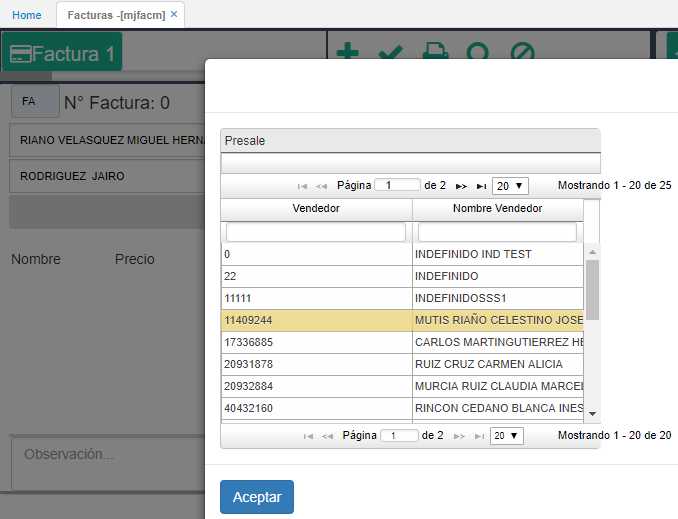 Home
Facturas -[mjfacm] ×
Factura 1
FA
N° Factura: 0
RIANO VELASQUEZ MIGUEL HERN
RODRIGUEZ JAIRO
Nombre Precio
Observación...
Presale
Página 1 de 2 20 Mostrando 1 - 20 de 25
Vendedor Nombre Vendedor
0 INDEFINIDO IND TEST
22 INDEFINIDO
11111 INDEFINIDOSSS1
11409244 MUTIS RIAÑO CELESTINO JOSE
17336885 CARLOS MARTINGUTIERREZ HE
20931878 RUIZ CRUZ CARMEN ALICIA
20932884 MURCIA RUIZ CLAUDIA MARCEL
40432160 RINCON CEDANO BLANCA INES
Página 1 de 2 20 Mostrando 1 - 20 de 20
Aceptar